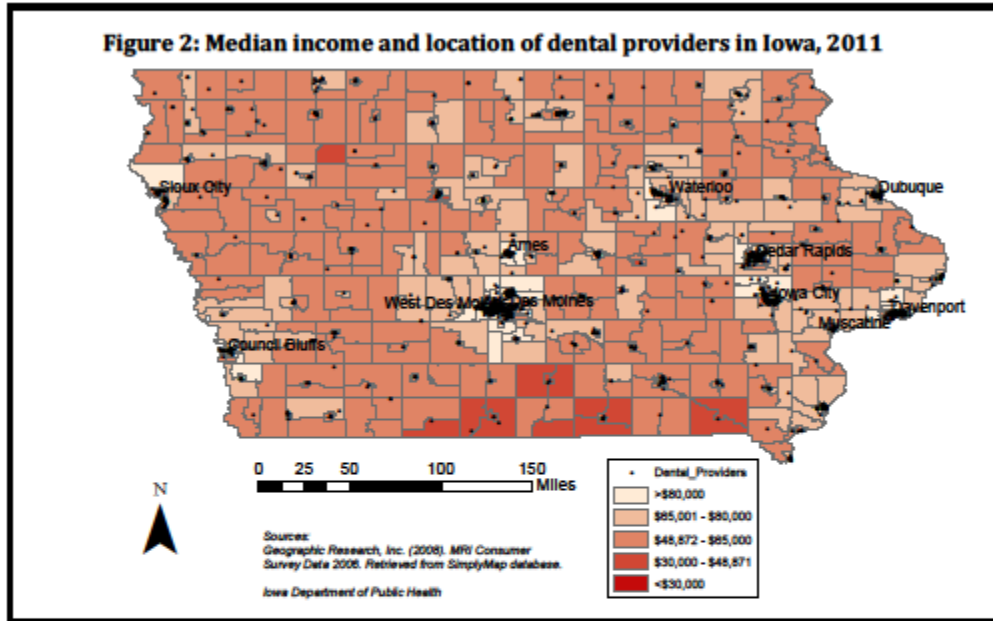 Figure 2: Median income and location of dental providers in Iowa, 2011
Sioux City
Waterloo
Dubuque
Ames
Cedar Rapids
West Des Moines
Des Moines
Iowa City
Davenport
Muscatine
Council Bluffs
0 25 50 100 150
Miles
N
Dental_Providers
>$80,000
$65,001 - $80,000
$48,872 - $65,000
$30,000 - $48,871
<$30,000
Sources:
Geographic Research, Inc. (2008). MRI Consumer
Survey Data 2008. Retrieved from SimplyMap database.
Iowa Department of Public Health